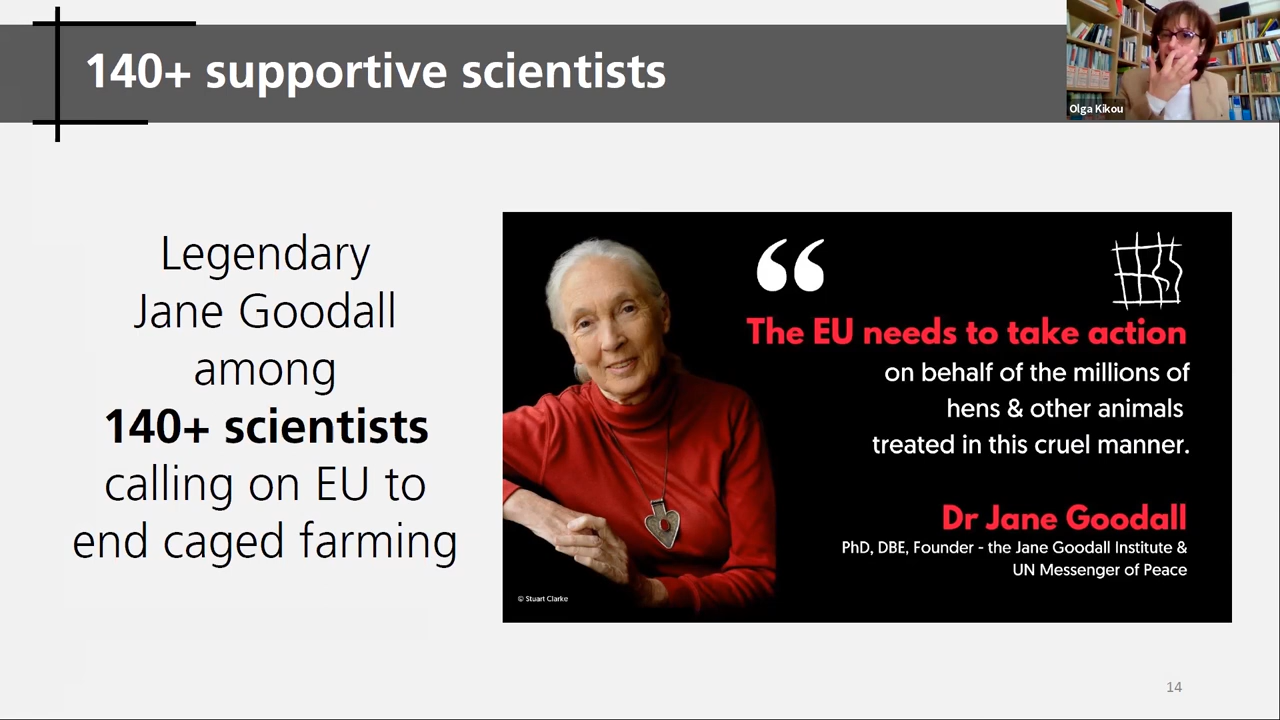 140+ supportive scientists
Olga Kikou
Legendary
Jane Goodall
among
140+ scientists
calling on EU to
end caged farming
“
The EU needs to take action
on behalf of the millions of
hens & other animals
treated in this cruel manner.
Dr Jane Goodall
PhD, DBE, Founder - the Jane Goodall Institute &
UN Messenger of Peace
© Stuart Clarke
14